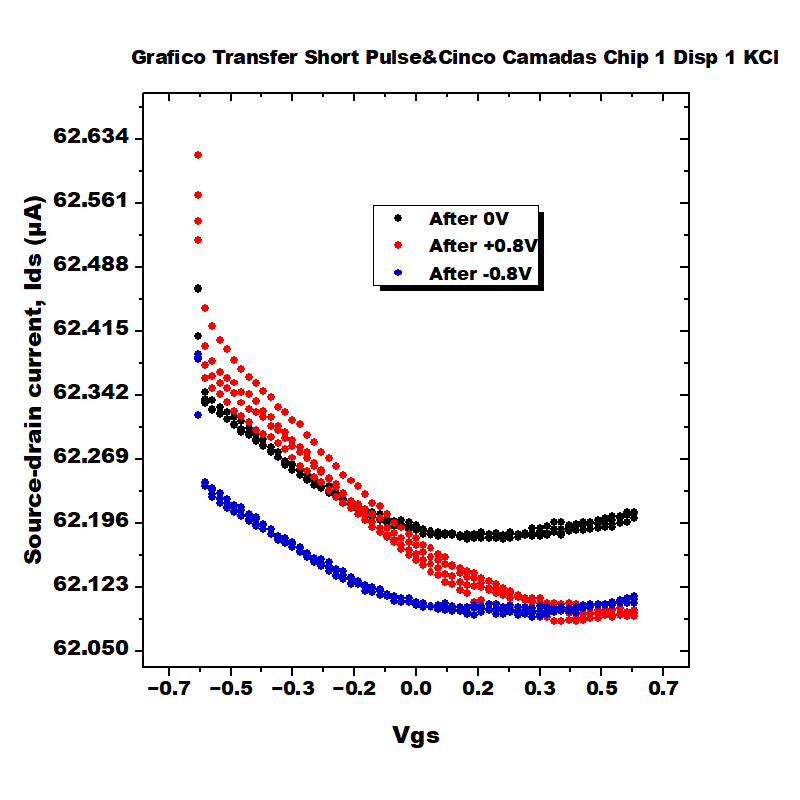 Grafico Transfer Short Pulse&Cinco Camadas Chip 1 Disp 1 KCl
62.634
62.561
62.488
62.415
62.342
62.269
62.196
62.123
62.050
Source-drain current, Ids (µA)
After 0V
After +0.8V
After -0.8V
−0.7 −0.5 −0.3 −0.2 0.0 0.2 0.3 0.5 0.7
Vgs